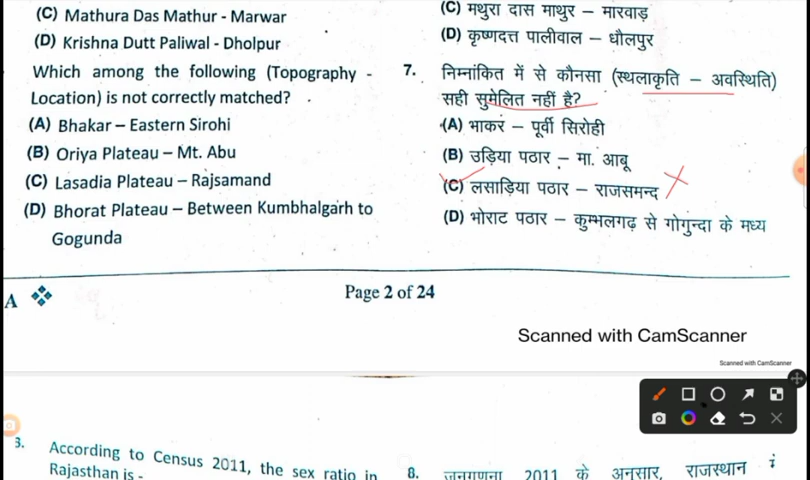 (C) Mathura Das Mathur - Marwar
(D) Krishna Dutt Paliwal - Dholpur
Which among the following (Topography -
Location) is not correctly matched?
(A) Bhakar – Eastern Sirohi
(B) Oriya Plateau – Mt. Abu
(C) Lasadia Plateau – Rajsamand
(D) Bhorat Plateau – Between Kumbhalgarh to
Gogunda
(C) मथुरा दास माथुर – मारवाड़
(D) कृष्णदत्त पालीवाल – धौलपुर
7. निम्नांकित में से कौनसा (स्थलाकृति – अवस्थिति)
सही सुमेलित नहीं है?
(A) भाकर – पूर्वी सिरोही
(B) उड़िया पठार – मा. आबू
(C) लसाड़िया पठार – राजसमन्द
(D) भोराट पठार – कुम्भलगढ़ से गोगुन्दा के मध्य
A
Page 2 of 24
Scanned with CamScanner
Scanned with CamScanner
3. According to Census 2011, the sex ratio in
Rajasthan is -
8. जनगणना 2011 के अनुसार, राजस्थान